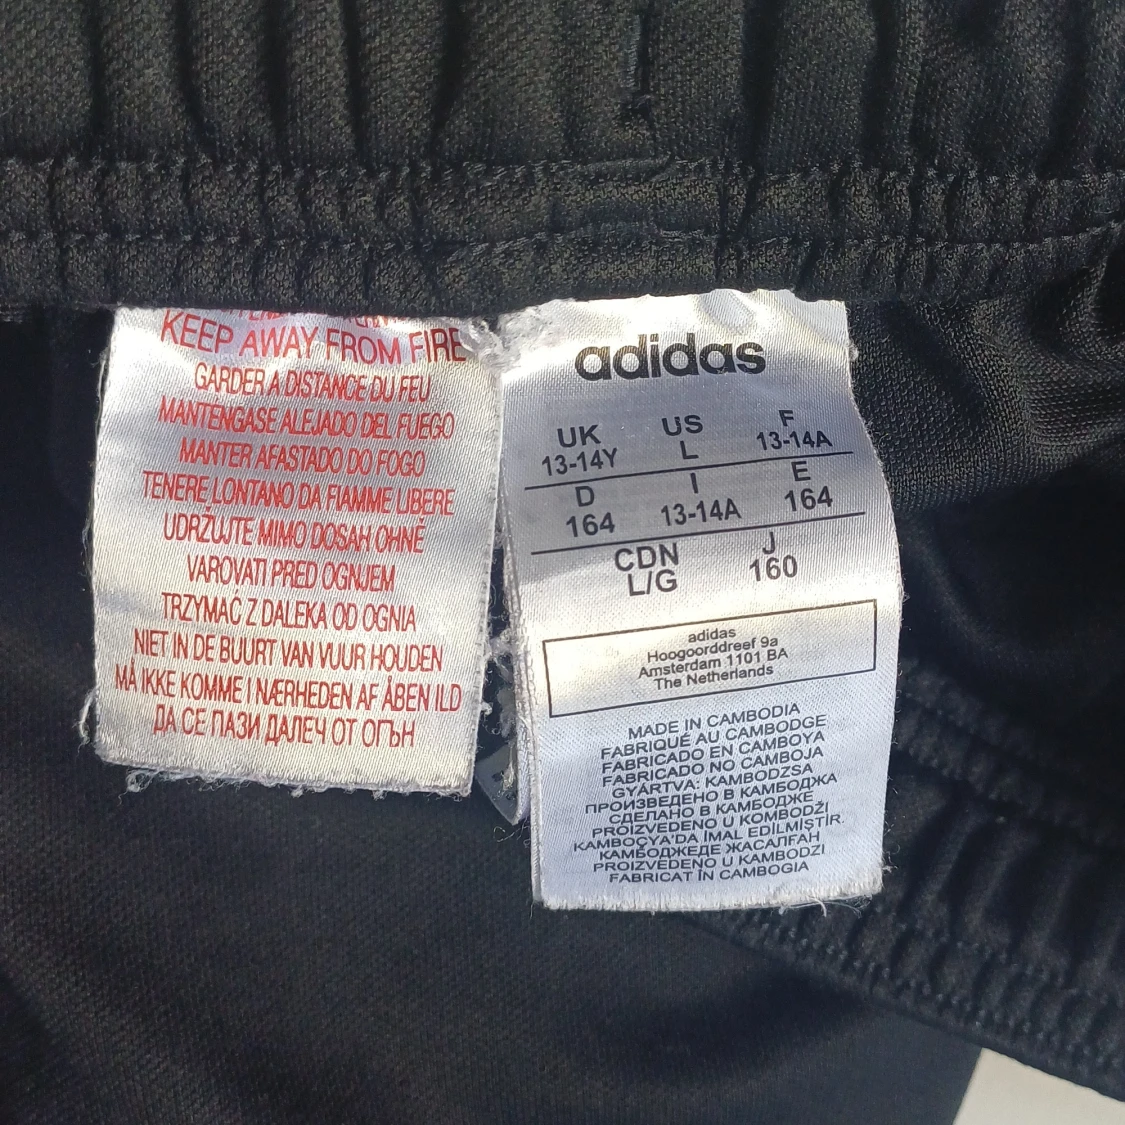 KEEP AWAY FROM FIRE
GARDER A DISTANCE DU FEU
MANTENGASE ALEJADO DEL FUEGO
MANTER AFASTADO DO FOGO
TENERE LONTANO DA FIAMME LIBERE
UDRŽUJTE MIMO DOSAH OHNĚ
VAROVATI PRED OGNJEM
TRZYMAĆ Z DALEKA OD OGNIA
NIET IN DE BUURT VAN VUUR HOUDEN
MÅ IKKE KOMME I NÆRHEDEN AF ÅBEN ILD
ДА СЕ ПАЗИ ДАЛЕЧ ОТ ОГЪН
adidas
UK US F
13-14Y L 13-14A
D I E
164 13-14A 164
CDN J
L/G 160
adidas
Hoogoorddreef 9a
Amsterdam 1101 BA
The Netherlands
MADE IN CAMBODIA
FABRIQUÉ AU CAMBODGE
FABRICADO EN CAMBOYA
FABRICADO NO CAMBOJA
GYÁRTVA: KAMBODZSA
ПРОИЗВЕДЕНО В КАМБОДЖА
СДЕЛАНО В КАМБОДЖЕ
PROIZVEDENO U KOMBODŽI
KAMBOÇYA'DA İMAL EDİLMİŞTİR.
КАМБОДЖЕДЕ ЖАСАЛҒАН
PROIZVEDENO U KAMBODZI
FABRICAT IN CAMBOGIA